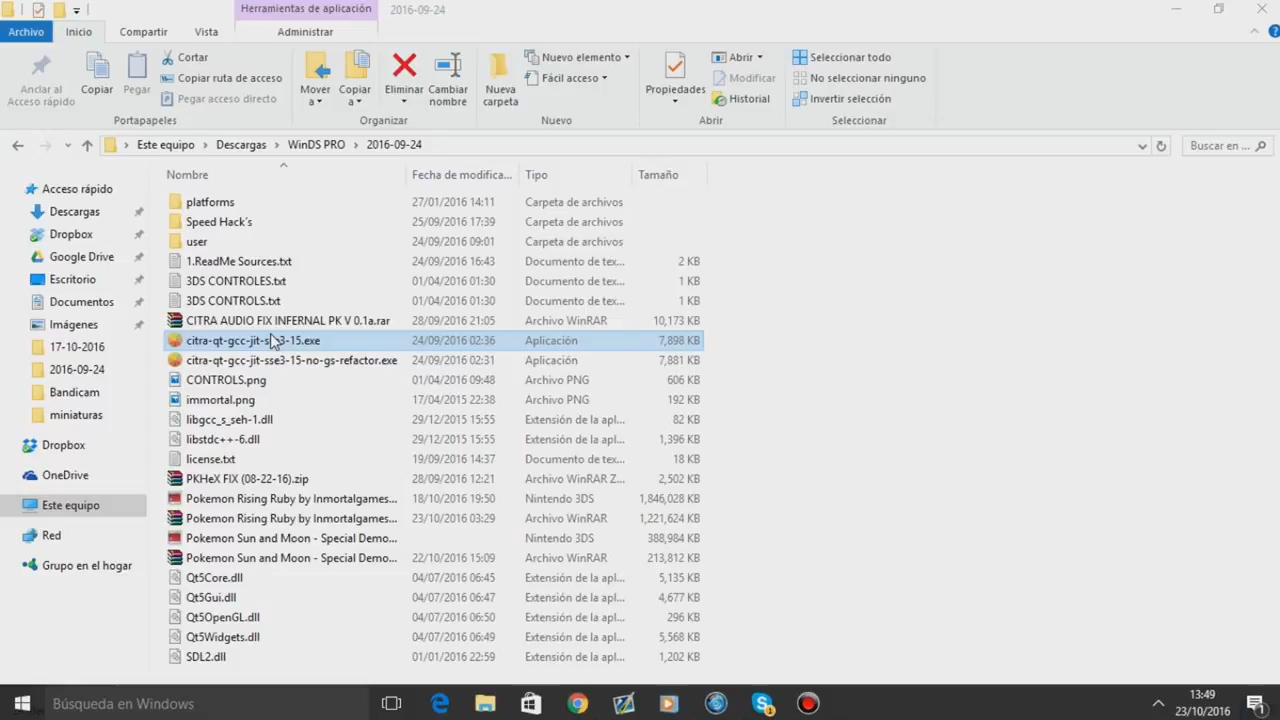 Herramientas de aplicación 2016-09-24
Archivo Inicio Compartir Vista Administrar
Anclar al Acceso rápido
Copiar
Pegar
Cortar
Copiar ruta de acceso
Pegar acceso directo
Portapapeles
Mover a
Copiar a
Eliminar
Cambiar nombre
Organizar
Nueva carpeta
Nuevo elemento
Fácil acceso
Nuevo
Propiedades
Abrir
Modificar
Historial
Abrir
Seleccionar todo
No seleccionar ninguno
Invertir selección
Seleccionar
Este equipo Descargas WinDS PRO 2016-09-24
Buscar en ...
Acceso rápido
Descargas
Dropbox
Google Drive
Escritorio
Documentos
Imágenes
17-10-2016
2016-09-24
Bandicam
miniaturas
Dropbox
OneDrive
Este equipo
Red
Grupo en el hogar
Nombre Fecha de modifica... Tipo Tamaño
platforms 27/01/2016 14:11 Carpeta de archivos
Speed Hack´s 25/09/2016 17:39 Carpeta de archivos
user 24/09/2016 09:01 Carpeta de archivos
1.ReadMe Sources.txt 24/09/2016 16:43 Documento de tex... 2 KB
3DS CONTROLES.txt 01/04/2016 01:30 Documento de tex... 1 KB
3DS CONTROLS.txt 01/04/2016 01:30 Documento de tex... 1 KB
CITRA AUDIO FIX INFERNAL PK V 0.1a.rar 28/09/2016 21:05 Archivo WinRAR 10,173 KB
citra-qt-gcc-jit-sse3-15.exe 24/09/2016 02:36 Aplicación 7,898 KB
citra-qt-gcc-jit-sse3-15-no-gs-refactor.exe 24/09/2016 02:31 Aplicación 7,881 KB
CONTROLS.png 01/04/2016 09:48 Archivo PNG 606 KB
immortal.png 17/04/2015 22:38 Archivo PNG 192 KB
libgcc_s_seh-1.dll 29/12/2015 15:55 Extensión de la apl... 82 KB
libstdc++-6.dll 29/12/2015 15:55 Extensión de la apl... 1,396 KB
license.txt 19/09/2016 14:37 Documento de tex... 18 KB
PKHeX FIX (08-22-16).zip 28/09/2016 12:21 Archivo WinRAR Z... 2,502 KB
Pokemon Rising Ruby by Inmortalgames... 18/10/2016 19:50 Nintendo 3DS 1,846,028 KB
Pokemon Rising Ruby by Inmortalgames... 23/10/2016 03:29 Archivo WinRAR 1,221,624 KB
Pokemon Sun and Moon - Special Demo... Nintendo 3DS 388,984 KB
Pokemon Sun and Moon - Special Demo... 22/10/2016 15:09 Archivo WinRAR 213,812 KB
Qt5Core.dll 04/07/2016 06:45 Extensión de la apl... 5,135 KB
Qt5Gui.dll 04/07/2016 06:45 Extensión de la apl... 4,677 KB
Qt5OpenGL.dll 04/07/2016 06:50 Extensión de la apl... 296 KB
Qt5Widgets.dll 04/07/2016 06:49 Extensión de la apl... 5,568 KB
SDL2.dll 01/01/2016 22:59 Extensión de la apl... 1,202 KB
Búsqueda en Windows
13:49
23/10/2016